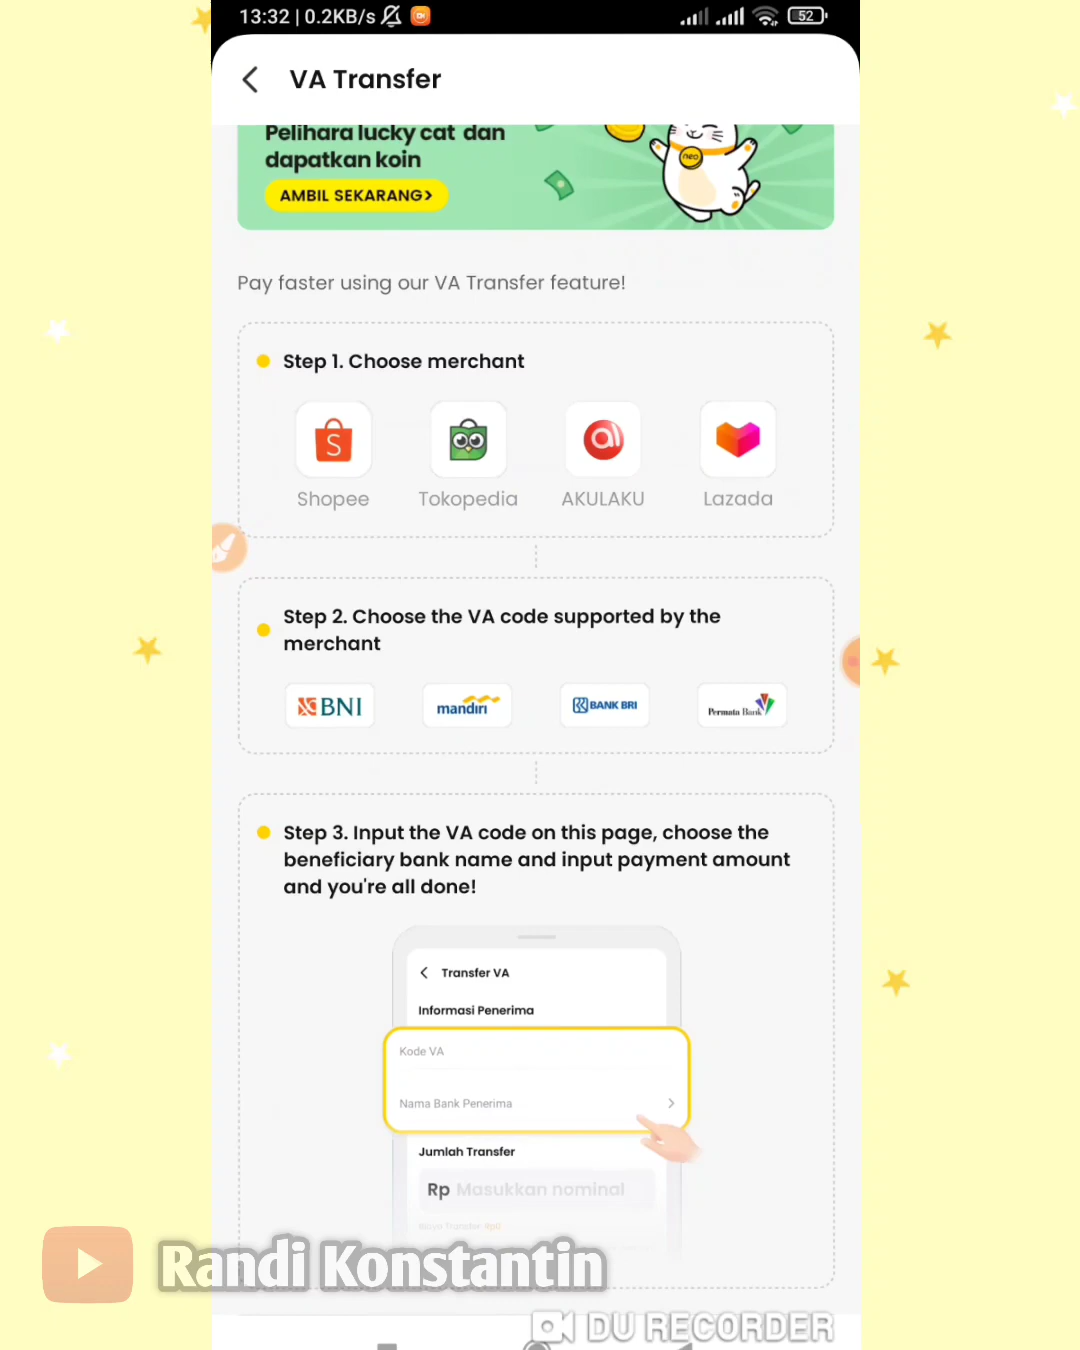 13:32 | 0.2KB/s
52
VA Transfer
Pelihara lucky cat dan
dapatkan koin
neo
AMBIL SEKARANG>
Pay faster using our VA Transfer feature!
Step 1. Choose merchant
Shopee
Tokopedia
AKULAKU
Lazada
Step 2. Choose the VA code supported by the
merchant
BNI
mandiri
BANK BRI
Permata Bank
Step 3. Input the VA code on this page, choose the
beneficiary bank name and input payment amount
and you're all done!
Transfer VA
Informasi Penerima
Kode VA
Nama Bank Penerima
Jumlah Transfer
Rp Masukkan nominal
Biaya Transfer Rp0
Randi Konstantin
DU RECORDER